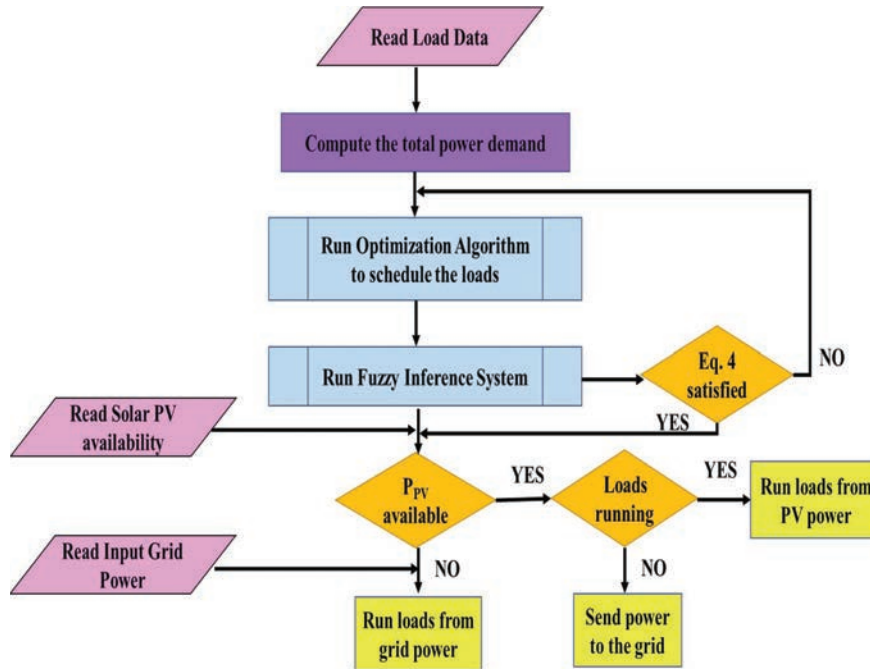 Read Load Data
Compute the total power demand
Run Optimization Algorithm
to schedule the loads
Run Fuzzy Inference System
Eq. 4
satisfied
NO
YES
Read Solar PV
availability
P_PV
available
YES
Loads
running
YES
Run loads from
PV power
Read Input Grid
Power
NO
NO
Run loads from
grid power
Send power
to the grid